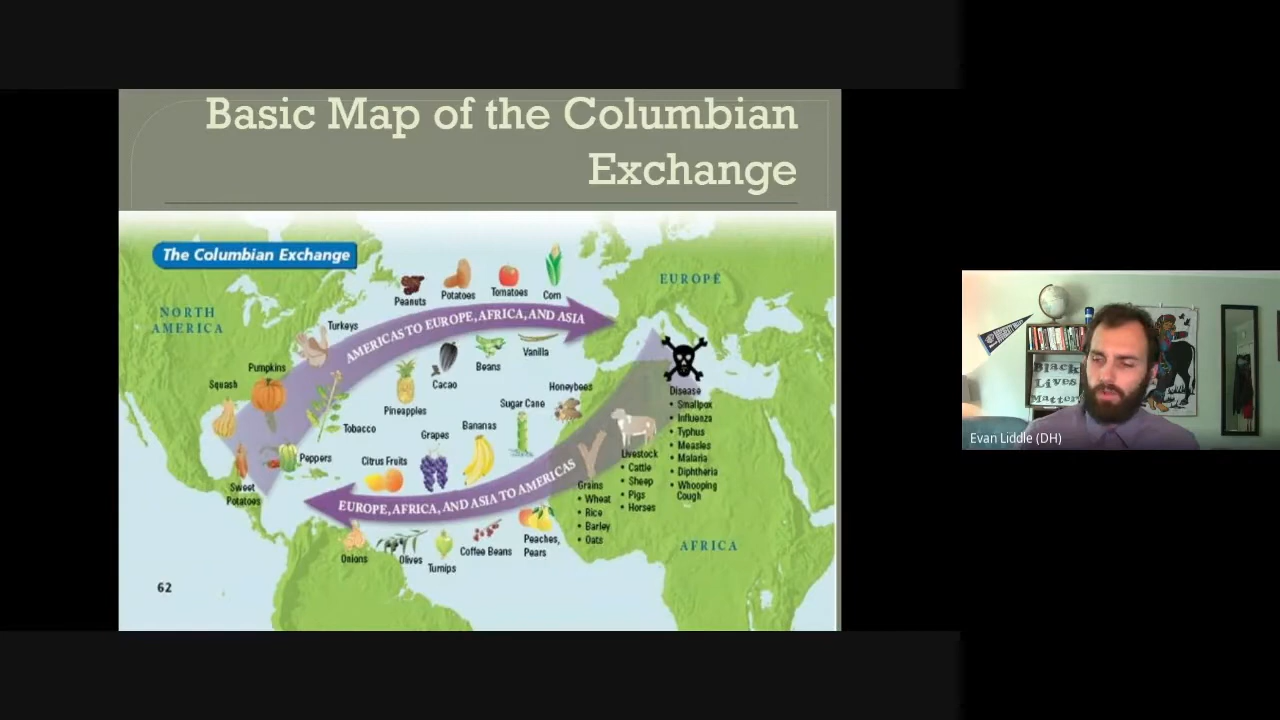 Basic Map of the Columbian
Exchange
The Columbian Exchange
NORTH
AMERICA
EUROPE
AFRICA
Peanuts
Potatoes
Tomatoes
Corn
AMERICAS TO EUROPE, AFRICA, AND ASIA
Turkeys
Pumpkins
Squash
Tobacco
Peppers
Sweet
Potatoes
Pineapples
Cacao
Beans
Vanilla
Honeybees
Sugar Cane
Bananas
Grapes
Citrus Fruits
EUROPE, AFRICA, AND ASIA TO AMERICAS
Onions
Olives
Turnips
Coffee Beans
Peaches,
Pears
Grains
• Wheat
• Rice
• Barley
• Oats
Livestock
• Cattle
• Sheep
• Pigs
• Horses
Disease
• Smallpox
• Influenza
• Typhus
• Measles
• Malaria
• Diphtheria
• Whooping
Cough
62
Black
Lives
Matter
Evan Liddle (DH)